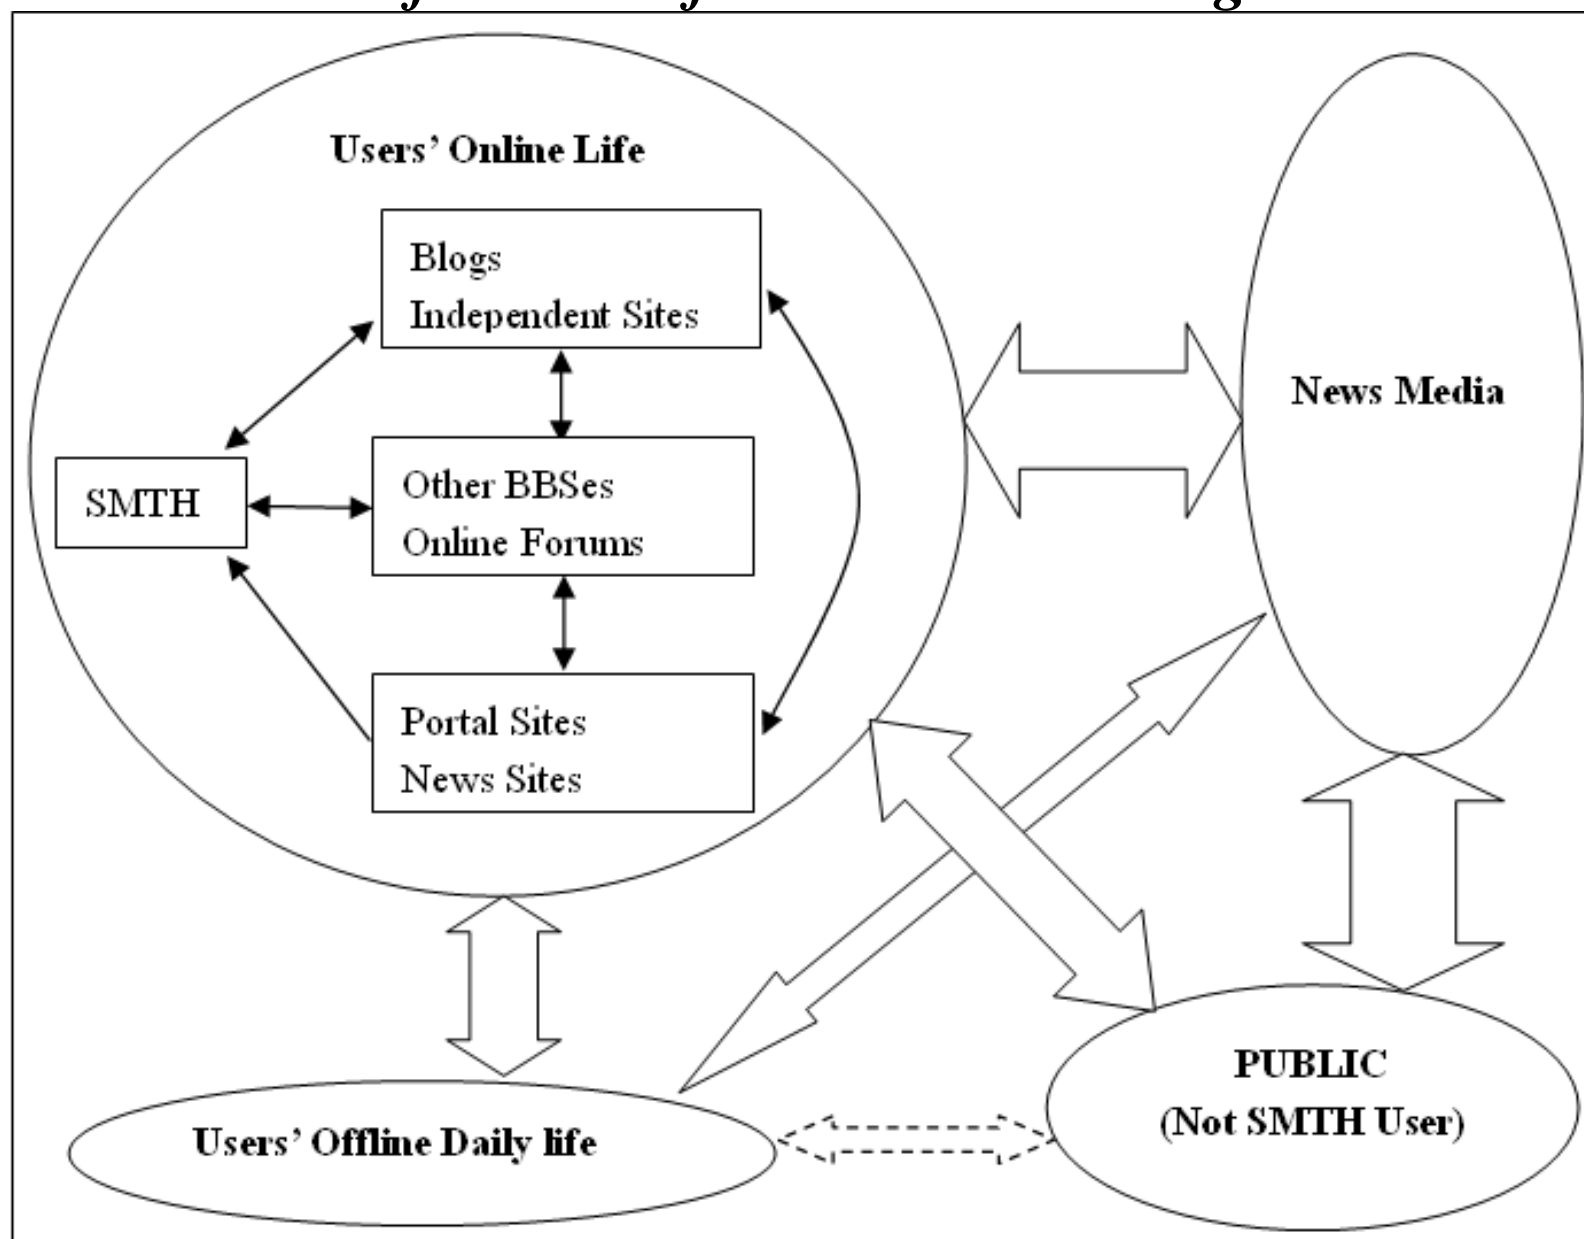 Users’ Online Life
Blogs
Independent Sites
SMTH
Other BBSes
Online Forums
Portal Sites
News Sites
News Media
Users’ Offline Daily life
PUBLIC
(Not SMTH User)